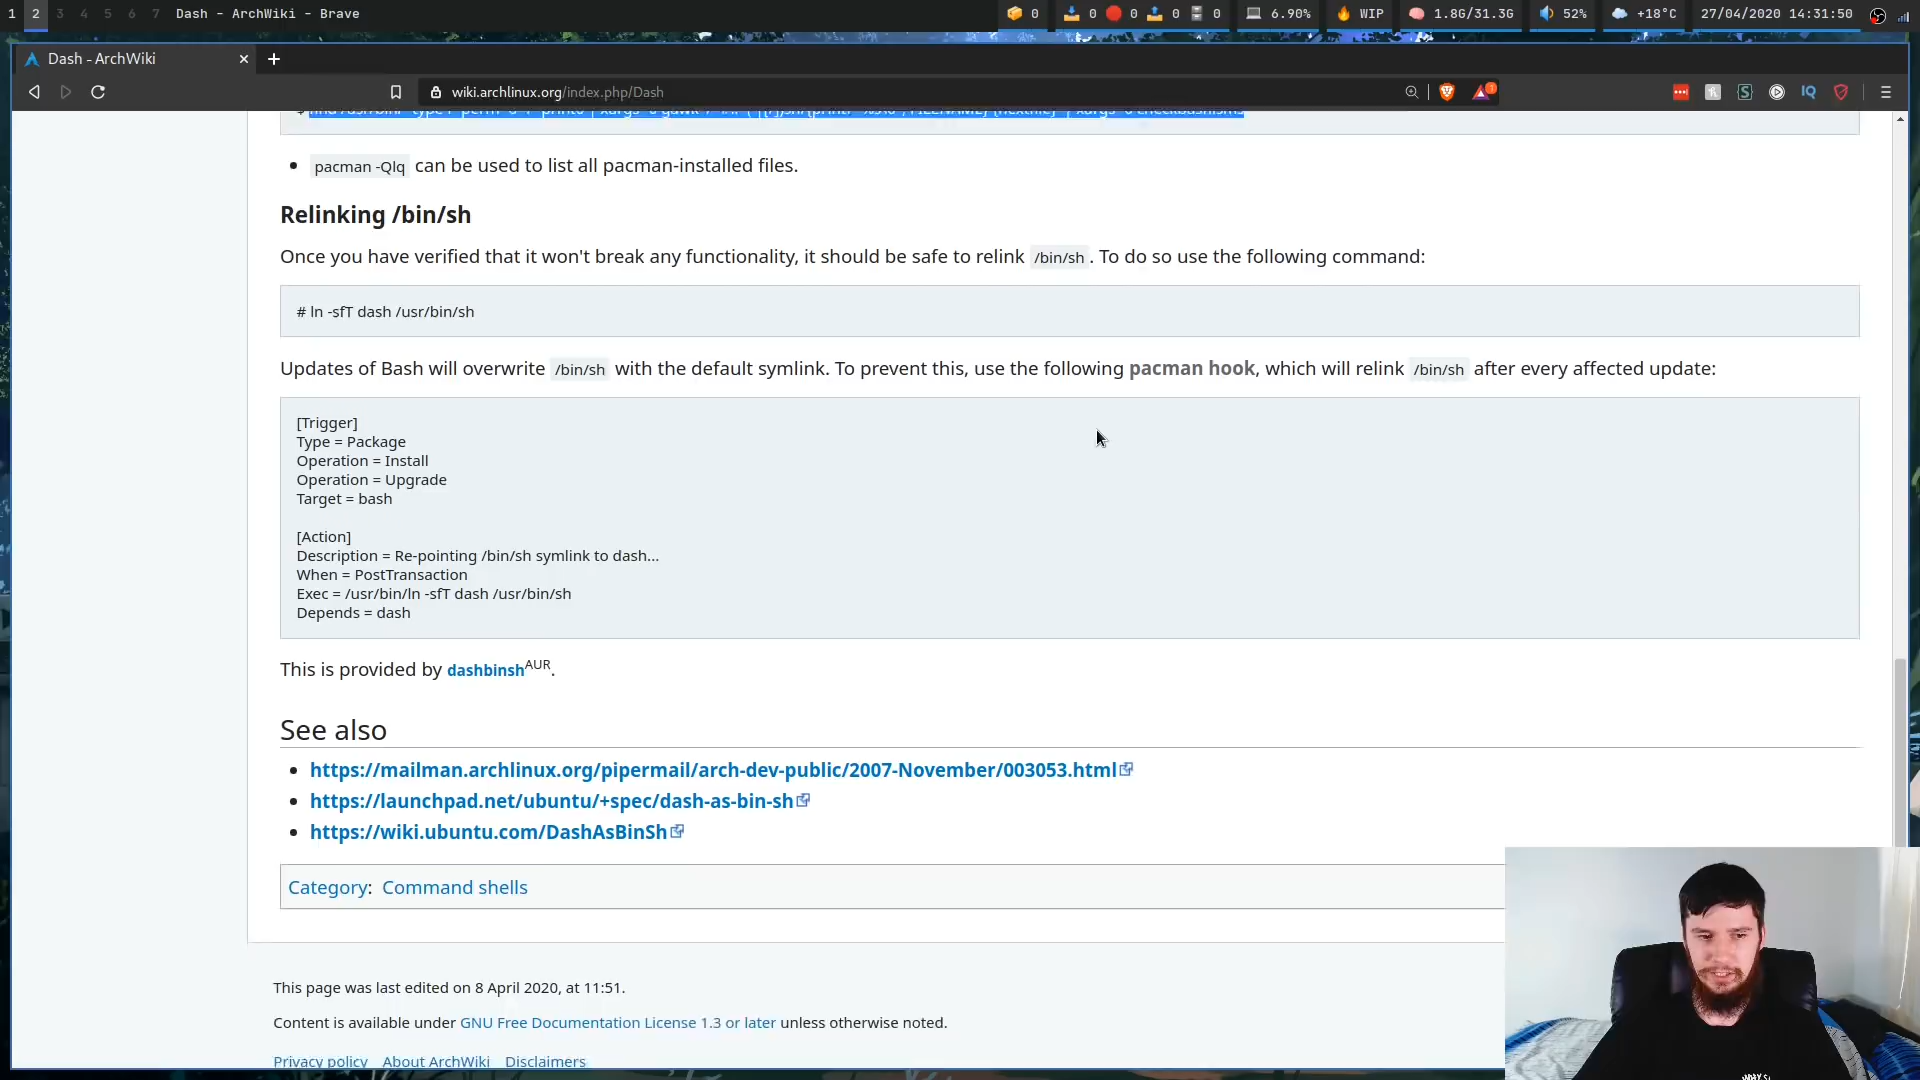 1 2 3 4 5 6 7 Dash - ArchWiki - Brave 0 0 0 0 0 6.90% WIP 1.8G/31.3G 52% +18°C 27/04/2020 14:31:50
Dash - ArchWiki
wiki.archlinux.org/index.php/Dash 1
pacman -Qlq can be used to list all pacman-installed files.
Relinking /bin/sh
Once you have verified that it won't break any functionality, it should be safe to relink /bin/sh . To do so use the following command:
# ln -sfT dash /usr/bin/sh
Updates of Bash will overwrite /bin/sh with the default symlink. To prevent this, use the following pacman hook, which will relink /bin/sh after every affected update:
[Trigger]
Type = Package
Operation = Install
Operation = Upgrade
Target = bash
[Action]
Description = Re-pointing /bin/sh symlink to dash...
When = PostTransaction
Exec = /usr/bin/ln -sfT dash /usr/bin/sh
Depends = dash
This is provided by dashbinshAUR.
See also
https://mailman.archlinux.org/pipermail/arch-dev-public/2007-November/003053.html
https://launchpad.net/ubuntu/+spec/dash-as-bin-sh
https://wiki.ubuntu.com/DashAsBinSh
Category: Command shells
This page was last edited on 8 April 2020, at 11:51.
Content is available under GNU Free Documentation License 1.3 or later unless otherwise noted.
Privacy policy About ArchWiki Disclaimers